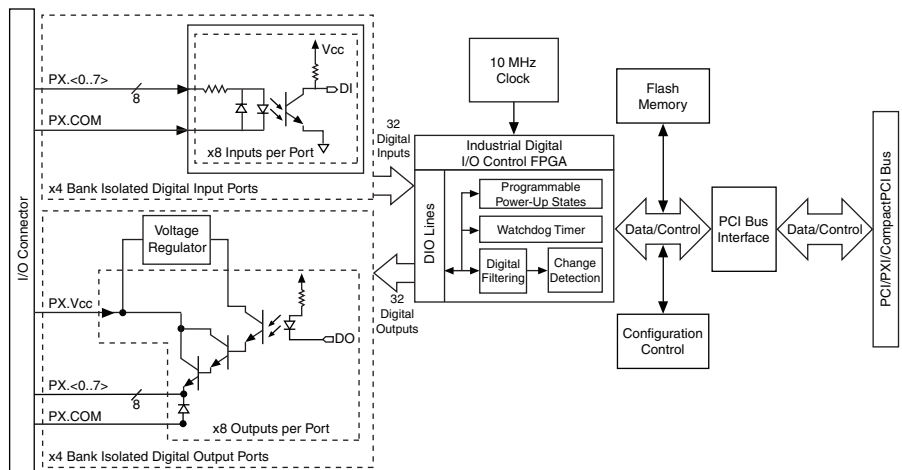 I/O Connector
PX.<0..7>
8
PX.COM
Vcc
DI
x8 Inputs per Port
x4 Bank Isolated Digital Input Ports
Voltage
Regulator
PX.Vcc
DO
PX.<0..7>
8
PX.COM
x8 Outputs per Port
x4 Bank Isolated Digital Output Ports
32
Digital
Inputs
32
Digital
Outputs
10 MHz
Clock
Industrial Digital
I/O Control FPGA
DIO Lines
Programmable
Power-Up States
Watchdog Timer
Digital
Filtering
Change
Detection
Flash
Memory
Data/Control
Configuration
Control
PCI Bus
Interface
Data/Control
PCI/PXI/CompactPCI Bus